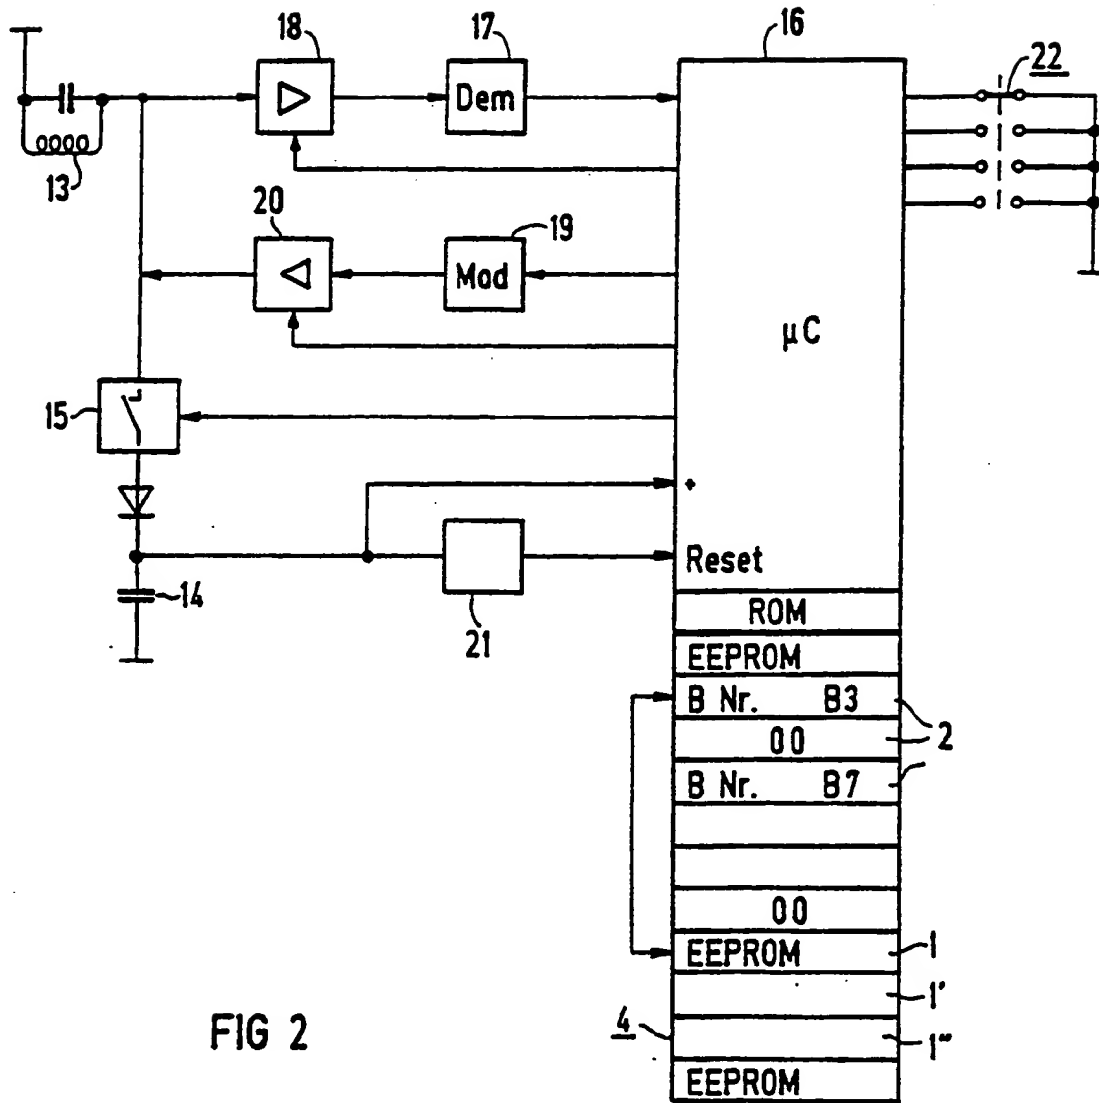 18
17
16
22
Dem
13
20
19
Mod
µC
15
+
Reset
14
21
ROM
EEPROM
B Nr. B3
2
00
B Nr. B7
00
EEPROM
1
1'
FIG 2
4
1"
EEPROM